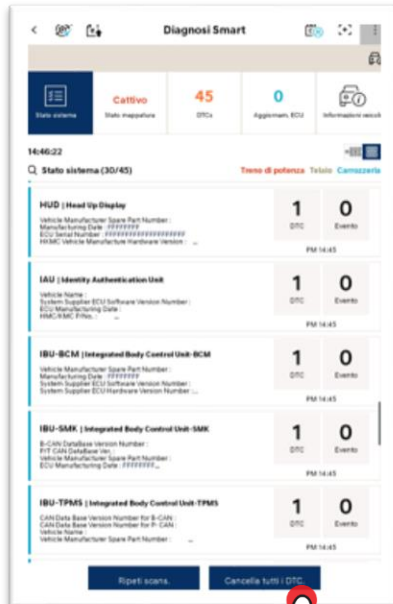 Diagnosi Smart
Stato sistema
Cattivo
Stato mappatura
45
DTCs
0
Aggiornam. ECU
Informazioni veicol
14:46:22
Stato sistema (30/45)
Treno di potenza Telaio Carrozzeria
HUD | Head Up Display
Vehicle Manufacturer Spare Part Number :
Manufacturing Date : FFFFFFFF
ECU Serial Number :
HKMC Vehicle Manufacture Hardware Version : ...
1
DTC
0
Evento
PM 14:45
IAU | Identity Authentication Unit
Vehicle Name :
System Supplier ECU Software Version Number :
ECU Manufacturing Date :
HMC/KMC P/No. : ...
1
DTC
0
Evento
PM 14:45
IBU-BCM | Integrated Body Control Unit-BCM
Vehicle Manufacturer Spare Part Number :
Manufacturing Date : FFFFFFFF
System Supplier ECU Software Version Number :
System Supplier ECU Hardware Version Number : ...
1
DTC
0
Evento
PM 14:45
IBU-SMK | Integrated Body Control Unit-SMK
B-CAN DataBase Version Number :
P/T CAN DataBase Ver. :
Vehicle Manufacturer Spare Part Number :
ECU Manufacturing Date : FFFFFFFF...
1
DTC
0
Evento
PM 14:45
IBU-TPMS | Integrated Body Control Unit-TPMS
CAN Data Base Version Number for B-CAN :
CAN Data Base Version Number for P- CAN :
Vehicle Name :
Vehicle Manufacturer Spare Part Number : ...
1
DTC
0
Evento
PM 14:45
Ripeti scans.
Cancella tutti i DTC.